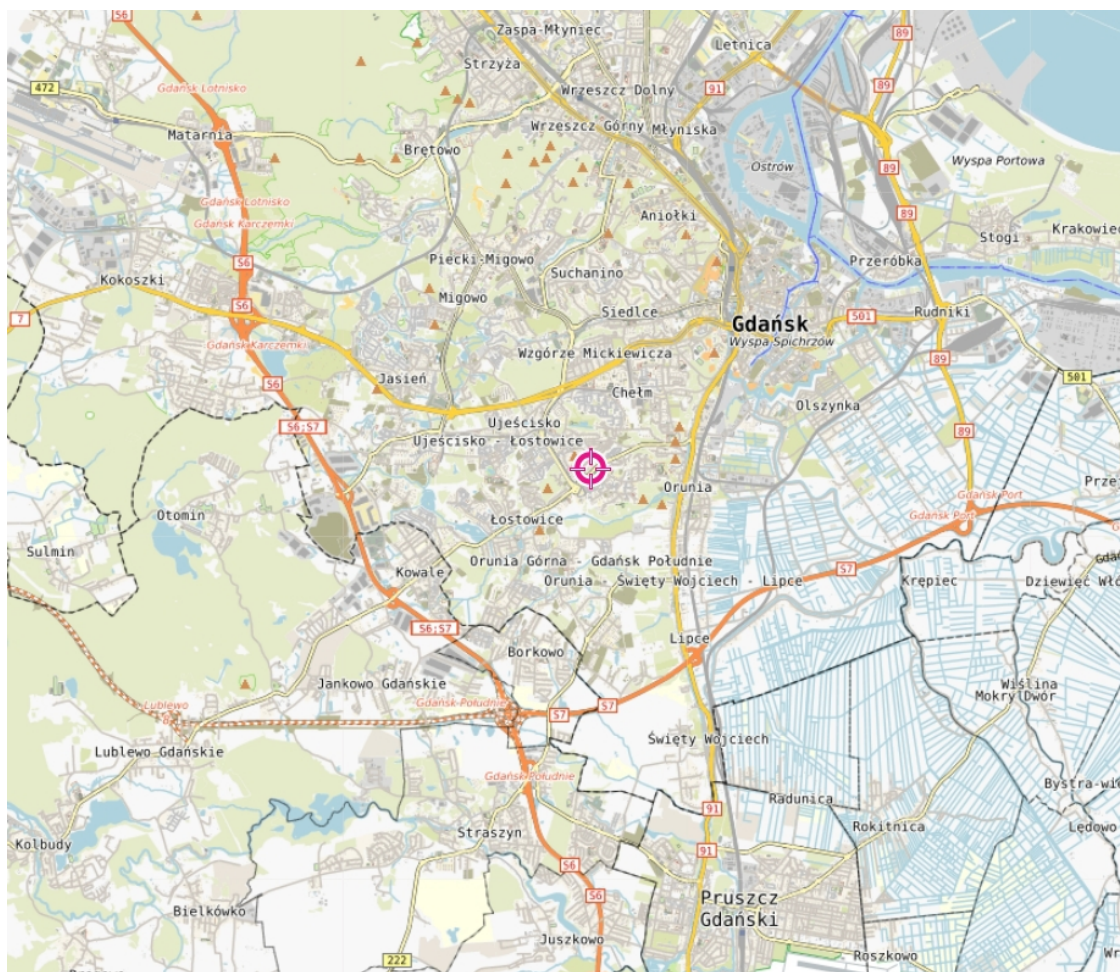 S6
Zaspa-Młyniec
89
Letnica
Strzyża
472
Gdańsk Lotnisko
89
91
Wrzeszcz Dolny
Matarnia
Wrzeszcz Górny
Młyniska
Brętowo
Ostrów
Wyspa Portowa
89
Gdańsk Lotnisko
89
Aniołki
Gdańsk Karczemki
Krakowiec
Stogi
S6
Piecki-Migowo
Przeróbka
Suchanino
Kokoszki
Migowo
S6
Siedlce
7
Gdańsk
501
Rudniki
Gdańsk Karczemki
Wyspa Spichrzów
Wzgórze Mickiewicza
89
Jasień
501
S6
Chełm
Olszynka
S6;S7
Ujeścisko
89
Ujeścisko - Łostowice
Orunia
Gdańsk Port
Otomin
Gdańsk Port
Łostowice
Sulmin
Orunia Górna - Gdańsk Południe
Kowale
S7
Orunia - Święty Wojciech - Lipce
Krępiec
S6;S7
Lipce
Borkowo
Jankowo Gdańskie
Wiślina
Mokry Dwór
Lublewo
Gdańsk Południe
S7
S7
Święty Wojciech
Lublewo Gdańskie
Gdańsk Południe
Radunica
91
Straszyn
Rokitnica
Lędowo
Kolbudy
91
S6
S6
Pruszcz
Gdański
Bielkówko
Juszkowo
222
Roszkowo